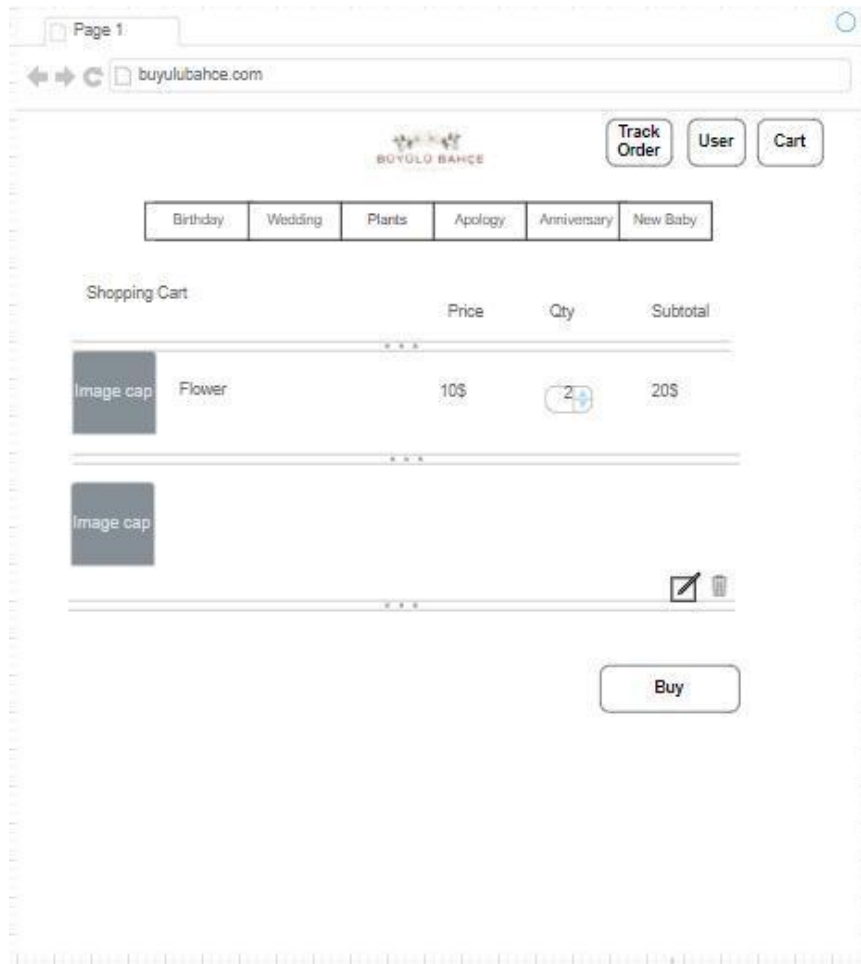 Page 1
buyulubahce.com
BÜYÜLÜ BAHÇE
Track
Order
User
Cart
Birthday
Wedding
Plants
Apology
Anniversary
New Baby
Shopping Cart
Price
Qty
Subtotal
Image cap
Flower
10$
2
20$
Image cap
Buy